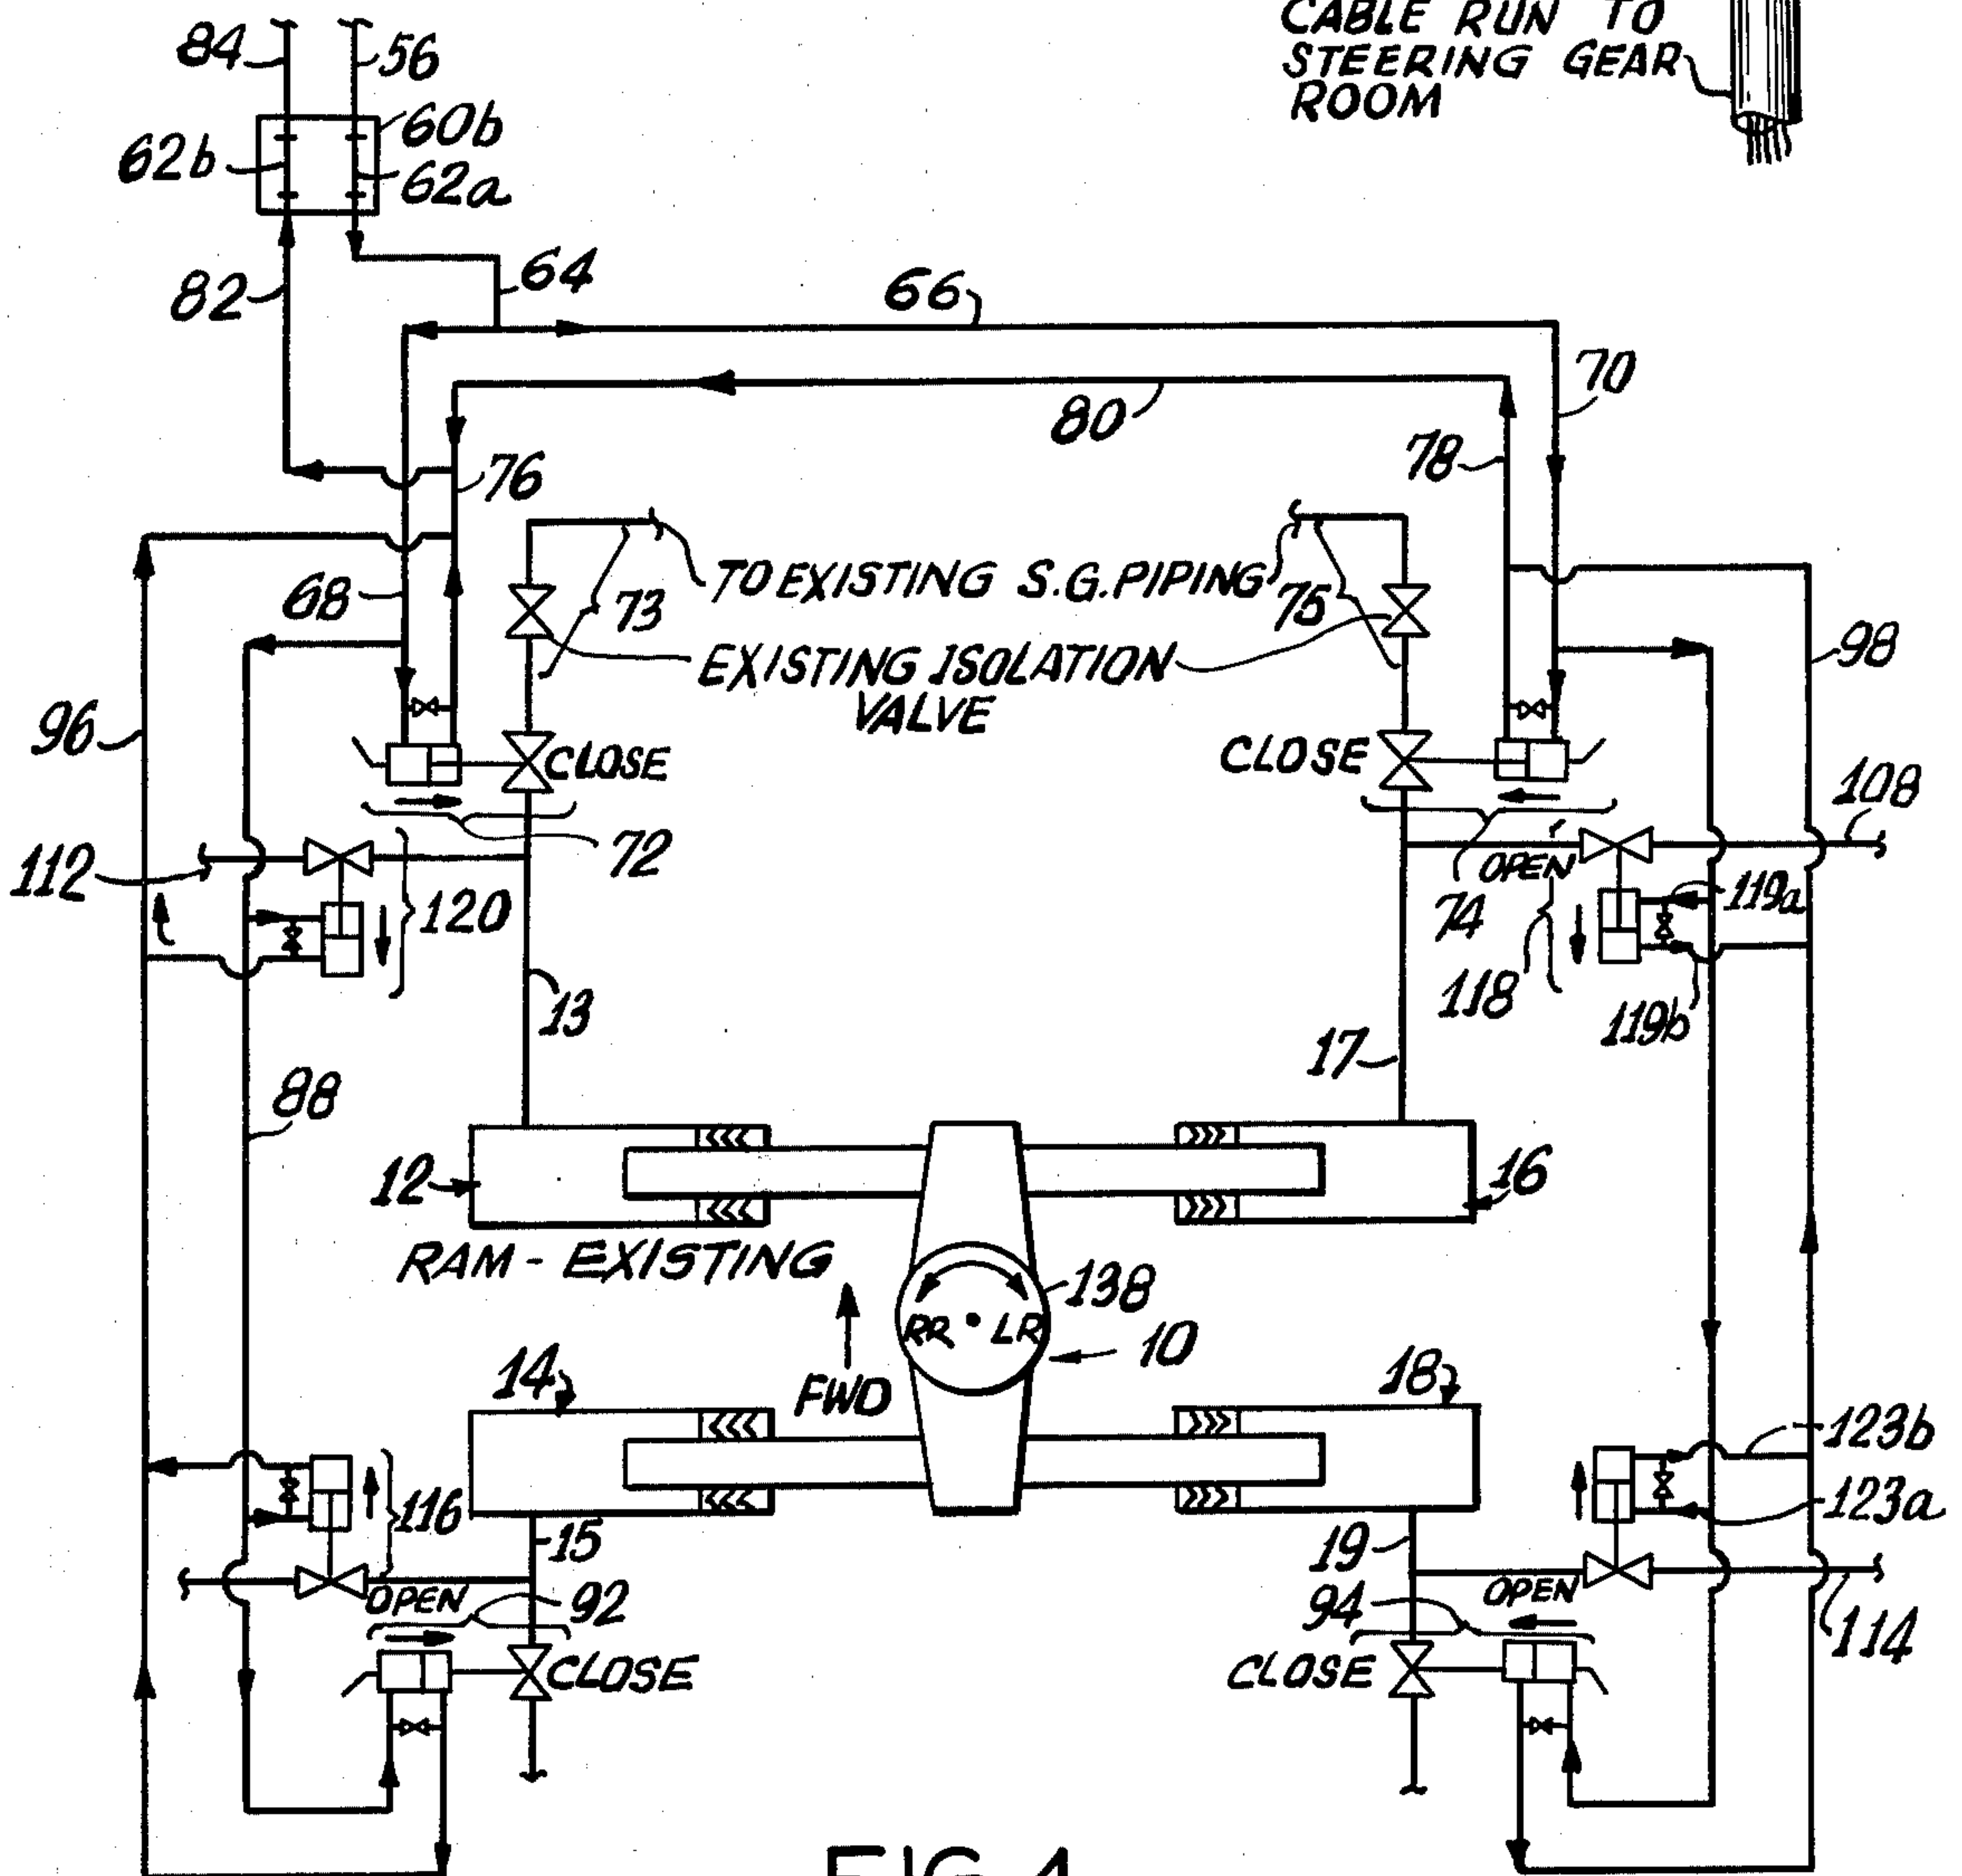 CABLE RUN TO
STEERING GEAR
ROOM
84
56
60b
62b
62a
82
64
66
70
80
78
76
68
73
TO EXISTING S.G. PIPING
75
EXISTING ISOLATION
VALVE
98
96
CLOSE
CLOSE
108
72
OPEN
112
120
74
119a
118
119b
13
17
88
12
16
RAM - EXISTING
138
RR LR
10
14
FWD
18
123b
116
123a
15
19
OPEN
92
94
OPEN
114
CLOSE
CLOSE